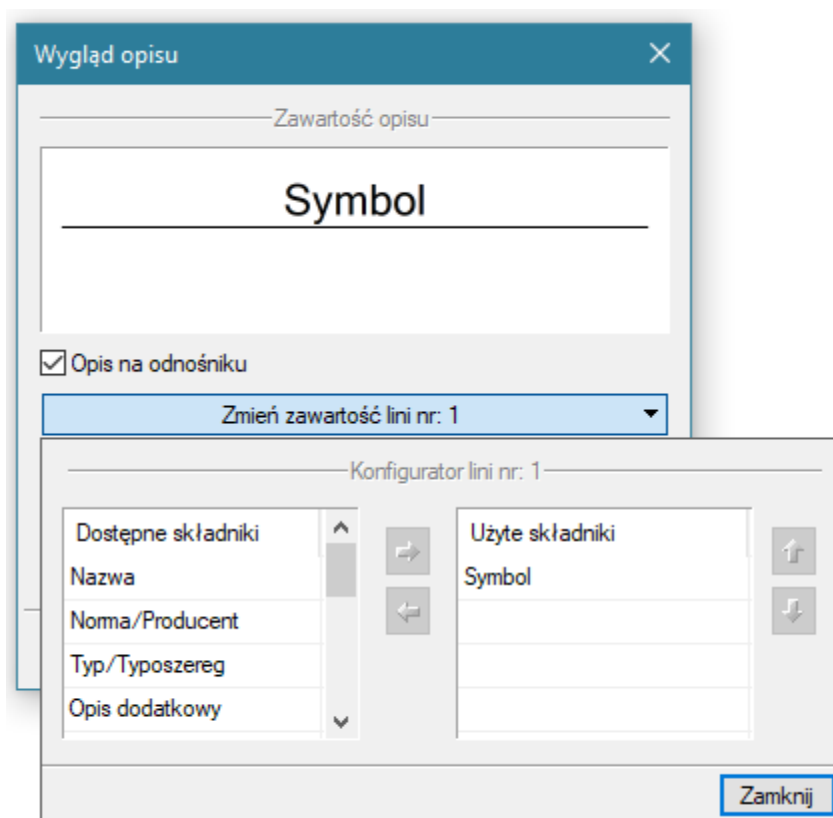 Wygląd opisu
Zawartość opisu
Symbol
Opis na odnośniku
Zmień zawartość lini nr: 1
Konfigurator lini nr: 1
Dostępne składniki
Użyte składniki
Nazwa
Symbol
Norma/Producent
Typ/Typoszereg
Opis dodatkowy
Zamknij